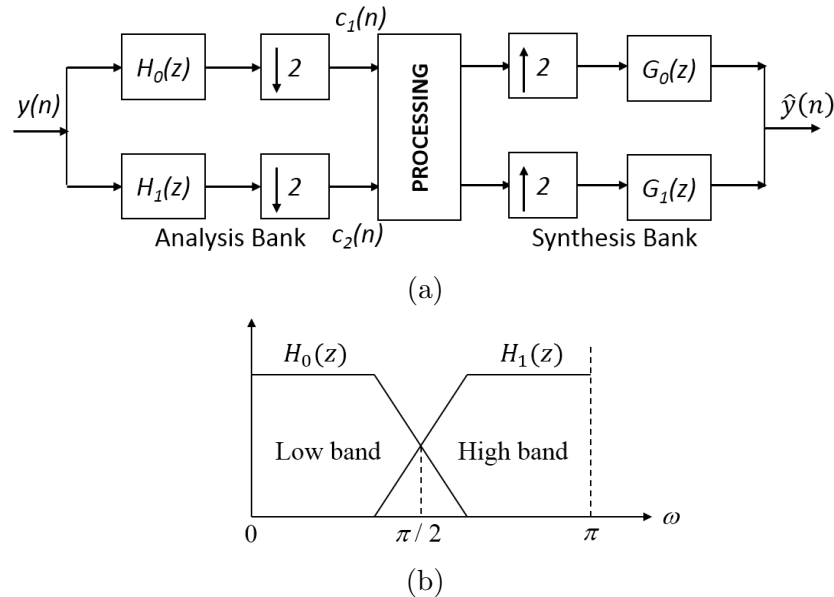 c₁(n)
H₀(z)
2
2
G₀(z)
y(n)
PROCESSING
ŷ(n)
H₁(z)
2
2
G₁(z)
Analysis Bank
c₂(n)
Synthesis Bank
(a)
H₀(z)
H₁(z)
Low band
High band
0
π / 2
π
ω
(b)